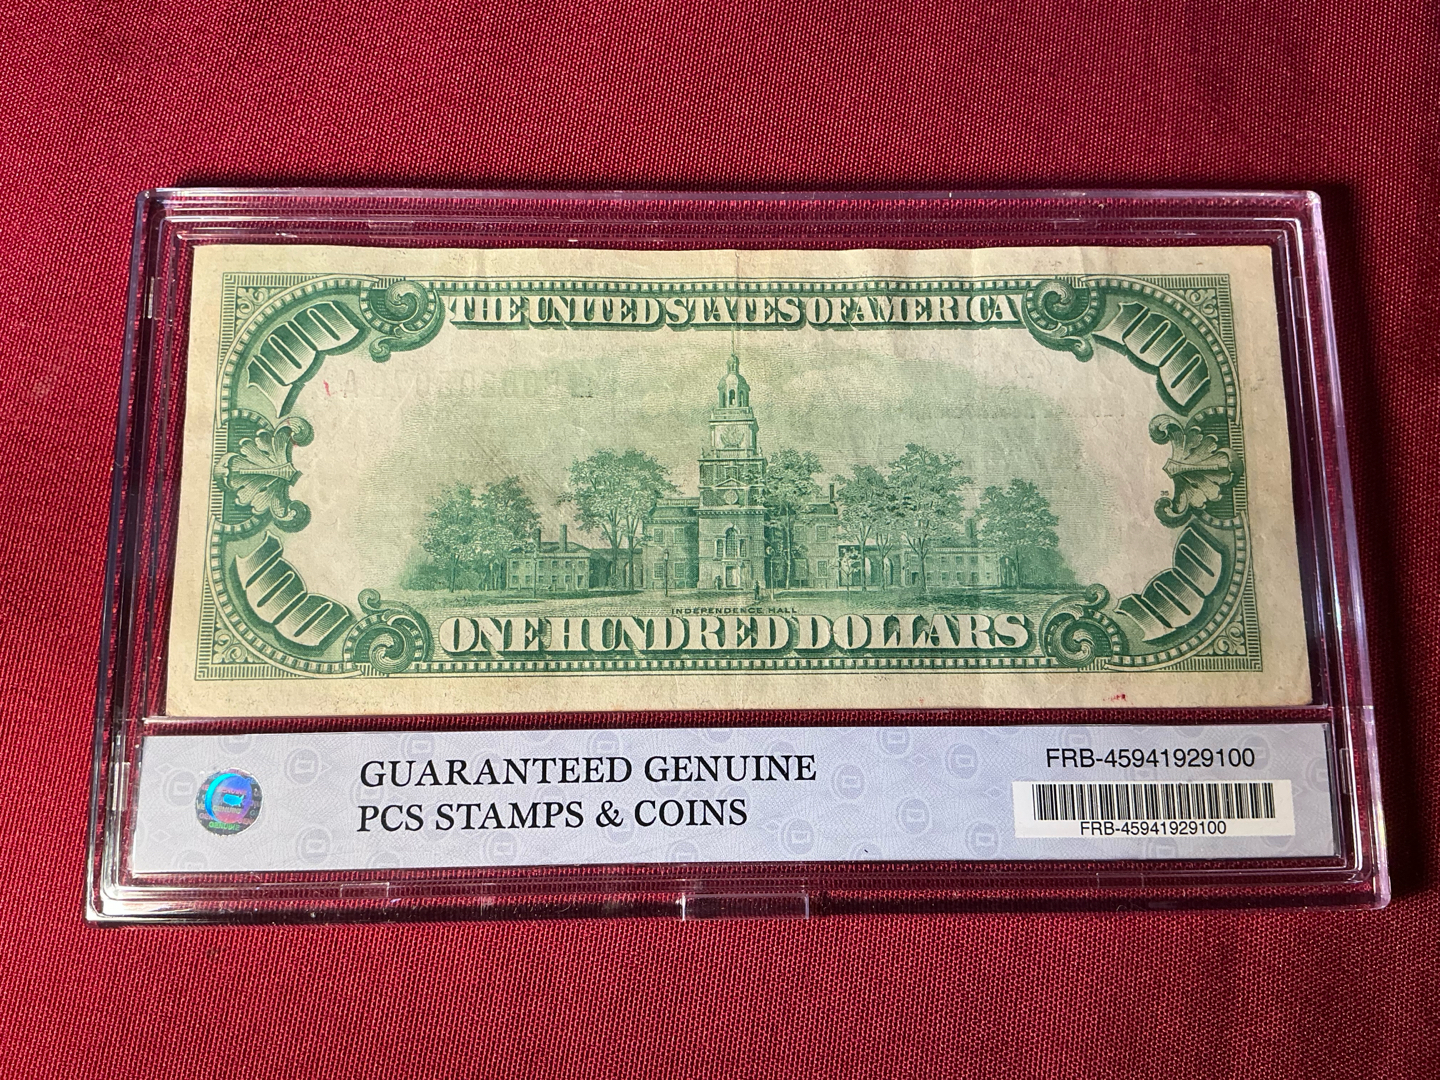 THE UNITED STATES OF AMERICA
100 100
INDEPENDENCE HALL
100 100
ONE HUNDRED DOLLARS
GUARANTEED GENUINE
PCS STAMPS & COINS
FRB-45941929100
FRB-45941929100